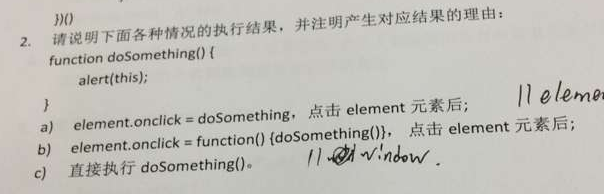 })()
2. 请说明下面各种情况的执行结果，并注明产生对应结果的理由：
function doSomething() {
alert(this);
}
a) element.onclick = doSomething，点击 element 元素后； // eleme
b) element.onclick = function() {doSomething()}， 点击 element 元素后；
c) 直接执行 doSomething()。 // window.